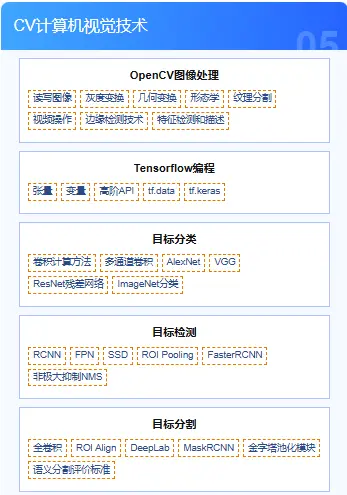 CV计算机视觉技术
05
OpenCV图像处理
读写图像 灰度变换 几何变换 形态学 纹理分割
视频操作 边缘检测技术 特征检测和描述
Tensorflow编程
张量 变量 高阶API tf.data tf.keras
目标分类
卷积计算方法 多通道卷积 AlexNet VGG
ResNet残差网络 ImageNet分类
目标检测
RCNN FPN SSD ROI Pooling FasterRCNN
非极大抑制NMS
目标分割
全卷积 ROI Align DeepLab MaskRCNN 金字塔池化模块
语义分割评价标准